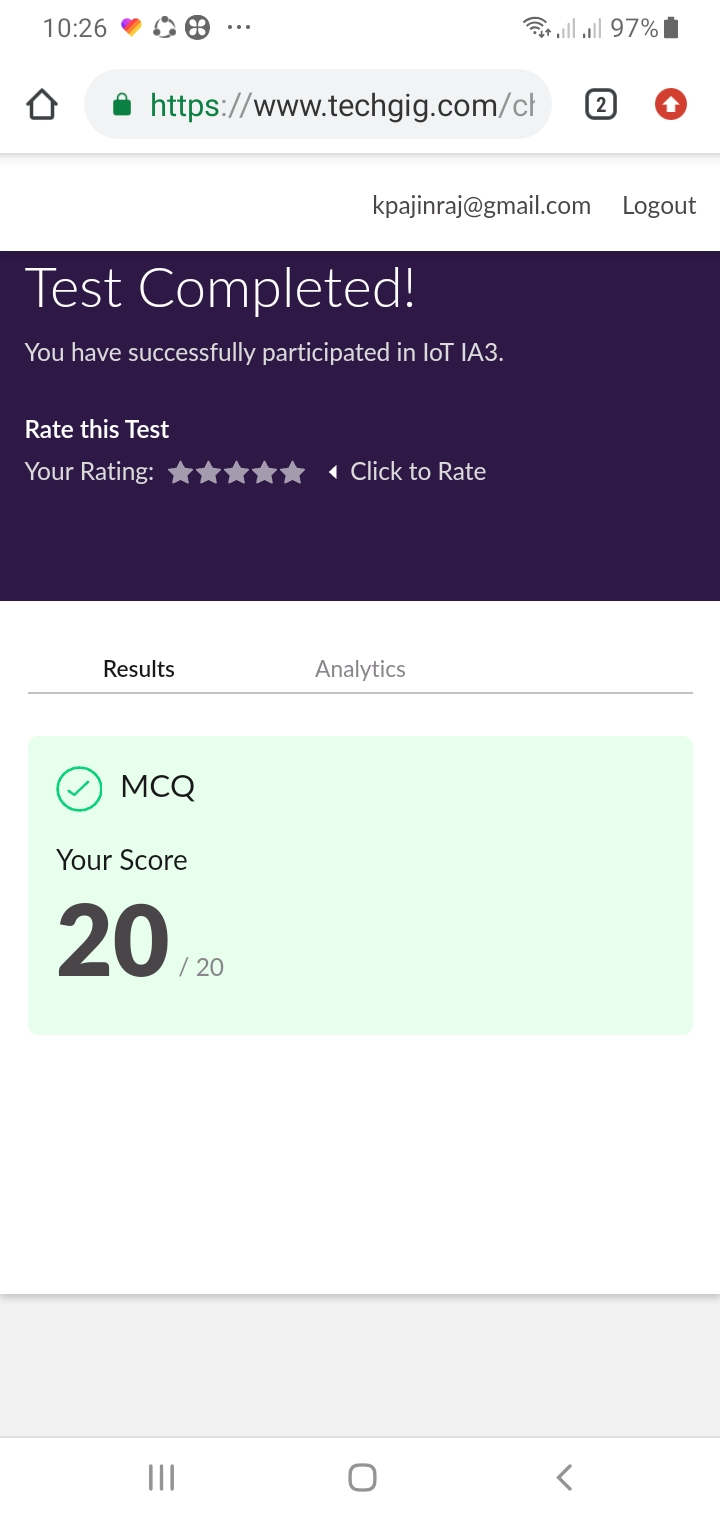 10:26 97%
https://www.techgig.com/ch 2
kpajinraj@gmail.com Logout
Test Completed!
You have successfully participated in IoT IA3.
Rate this Test
Your Rating: Click to Rate
Results Analytics
MCQ
Your Score
20 / 20